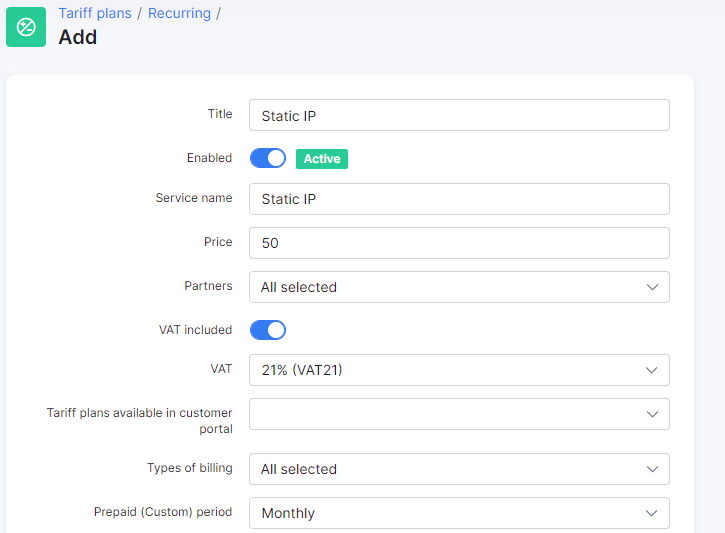 Tariff plans / Recurring /
Add
Title Static IP
Enabled Active
Service name Static IP
Price 50
Partners All selected
VAT included
VAT 21% (VAT21)
Tariff plans available in customer
portal
Types of billing All selected
Prepaid (Custom) period Monthly